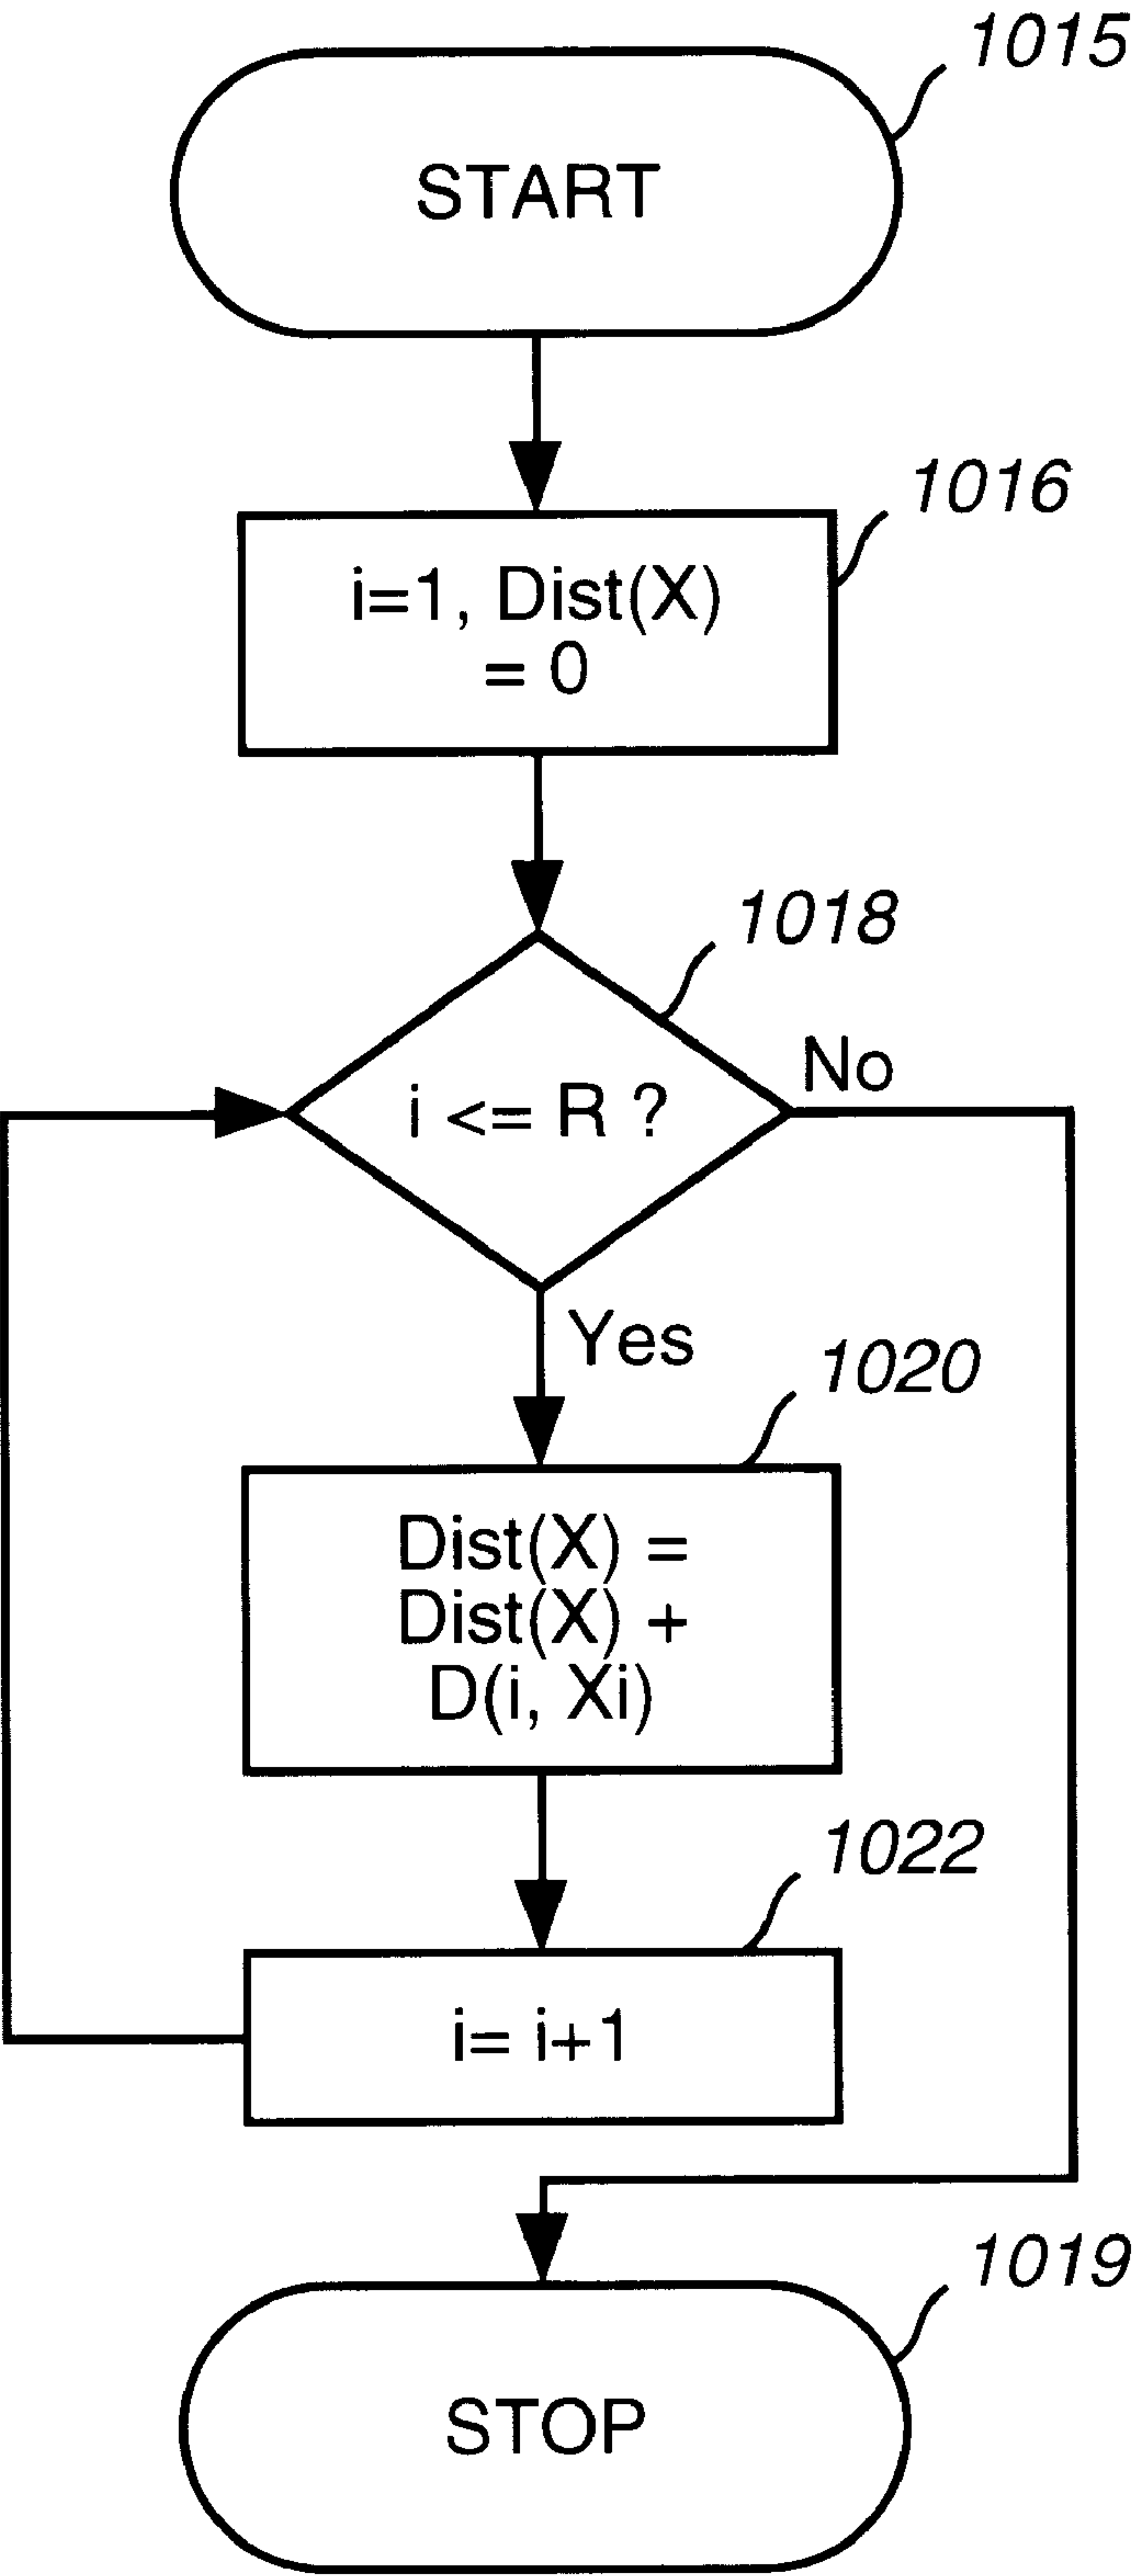 1015
START
1016
i=1, Dist(X)
= 0
1018
No
i <= R ?
Yes
1020
Dist(X) =
Dist(X) +
D(i, Xi)
1022
i= i+1
1019
STOP